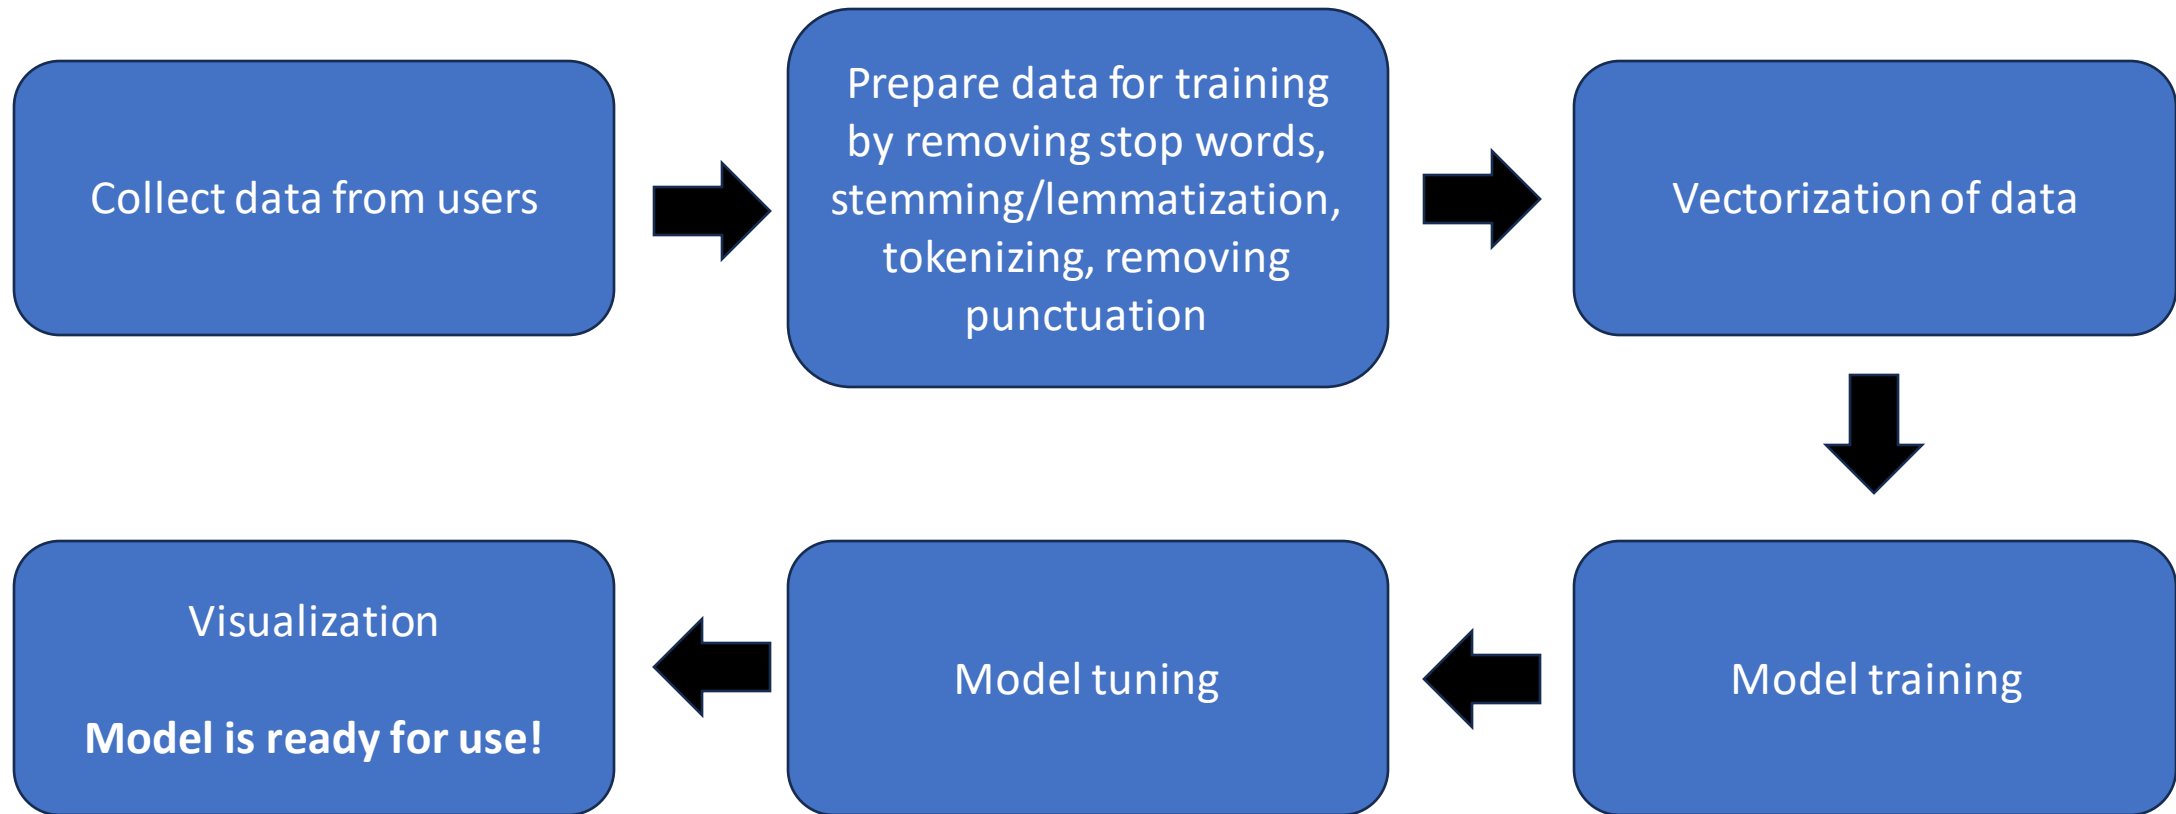 Collect data from users
Prepare data for training
by removing stop words,
stemming/lemmatization,
tokenizing, removing
punctuation
Vectorization of data
Model training
Model tuning
Visualization
Model is ready for use!